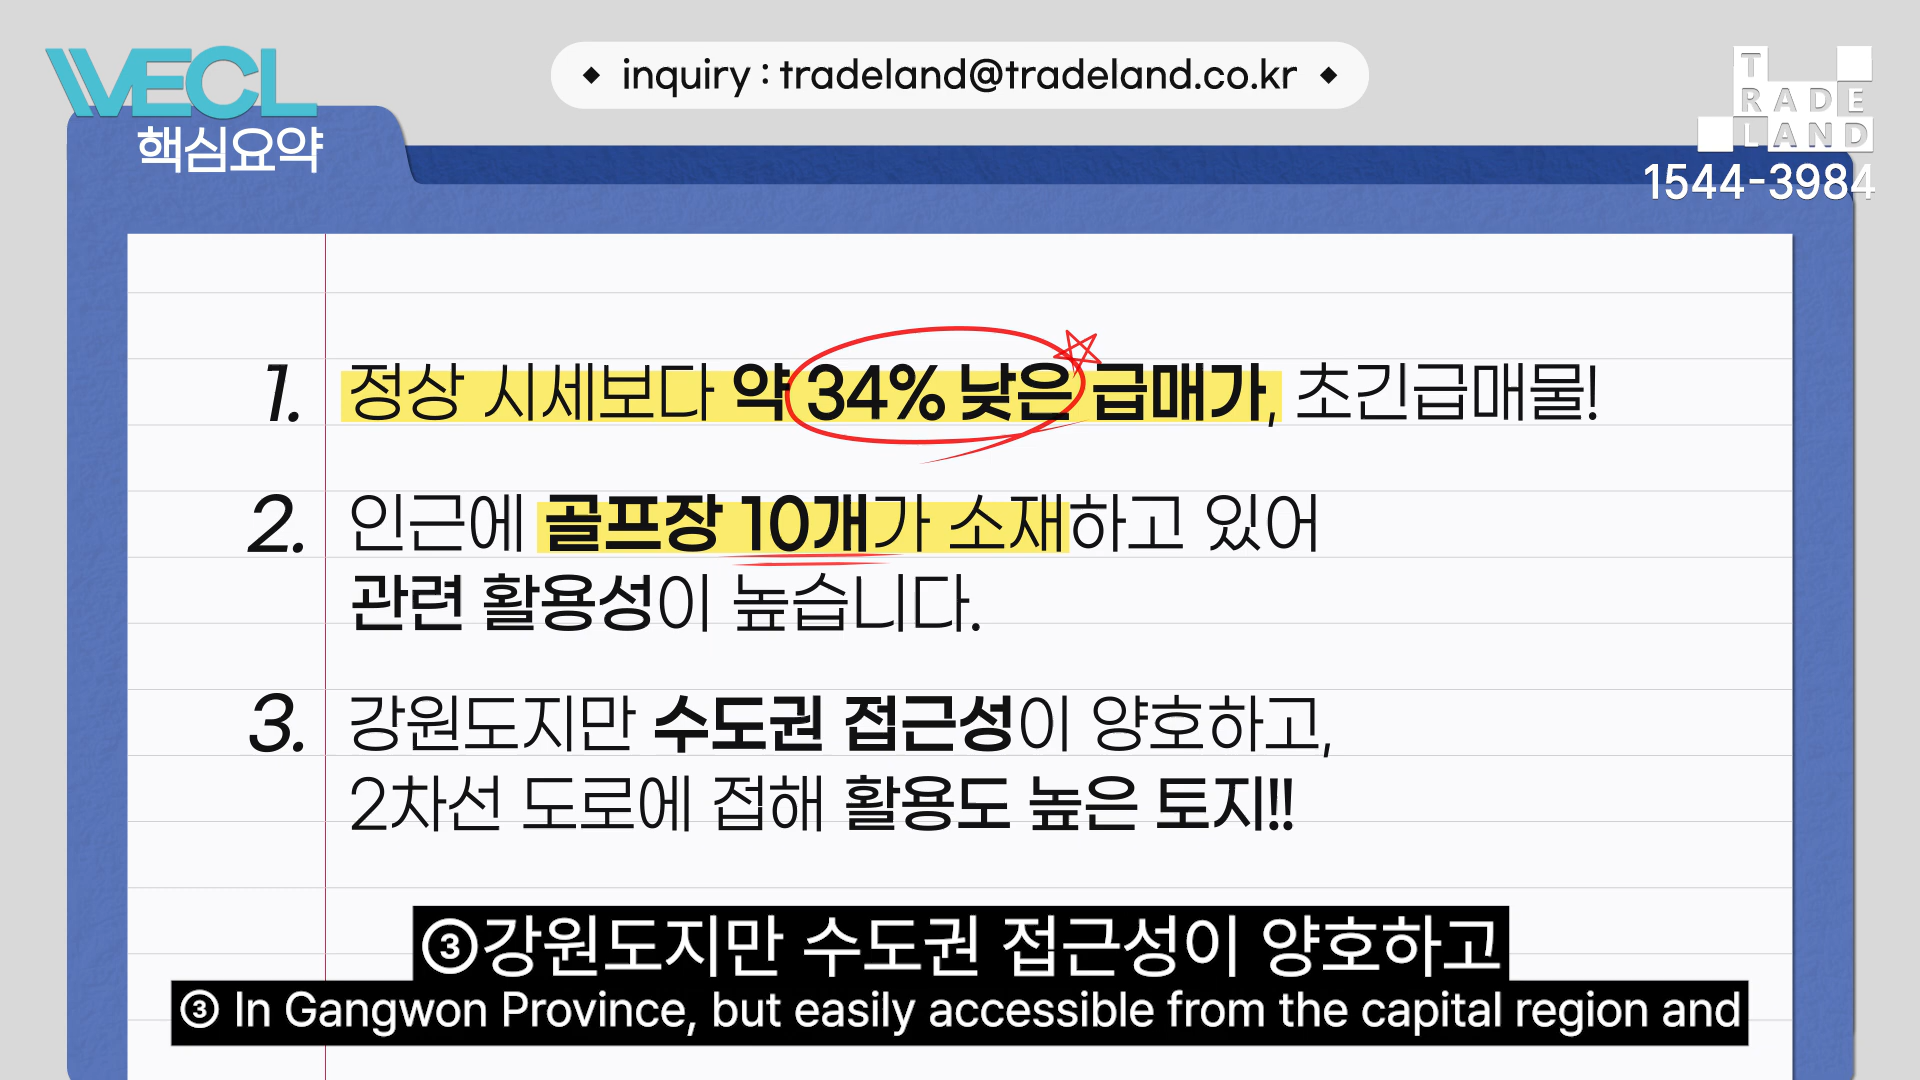 WECL
핵심요약
◆ inquiry : tradeland@tradeland.co.kr ◆
T
RADE
LAND
1544-3984
1. 정상 시세보다 약 34% 낮은 급매가, 초긴급매물!
2. 인근에 골프장 10개가 소재하고 있어
관련 활용성이 높습니다.
3. 강원도지만 수도권 접근성이 양호하고,
2차선 도로에 접해 활용도 높은 토지!!
③강원도지만 수도권 접근성이 양호하고
③ In Gangwon Province, but easily accessible from the capital region and